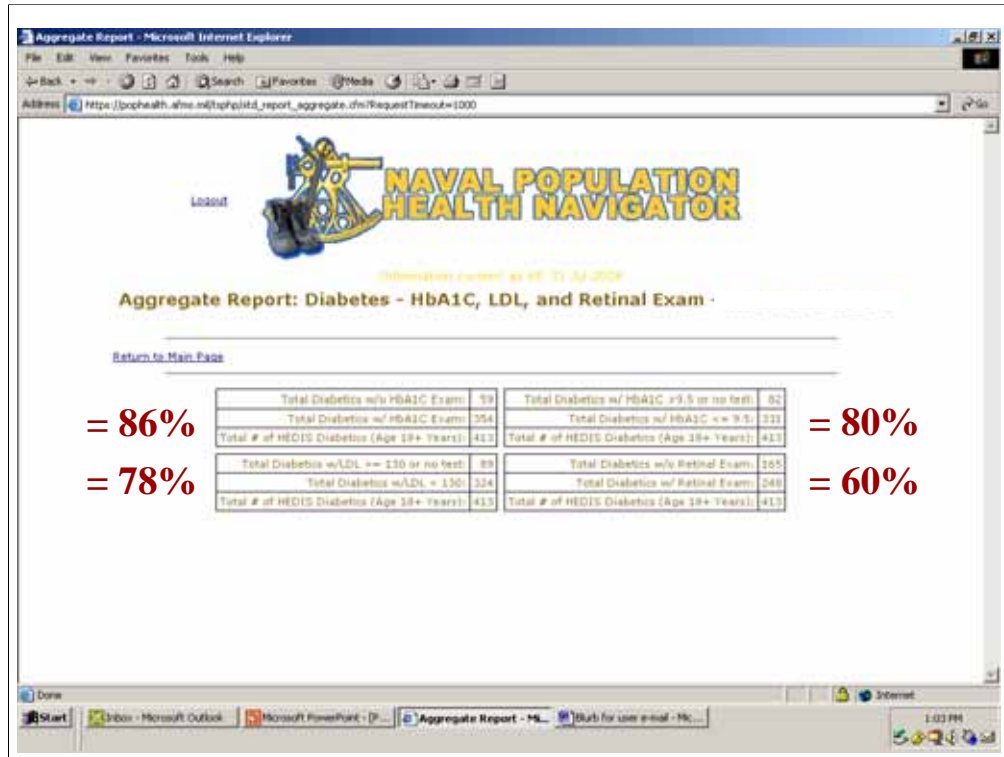 Aggregate Report - Microsoft Internet Explorer
File Edit View Favorites Tools Help
Back Search Favorites Media
Address https://pophealth.afms.mil/tsphp/std_report_aggregate.cfm?RequestTimeout=1000 Go
Logout
NAVAL POPULATION
HEALTH NAVIGATOR
Information current as of: 31 Jul
Aggregate Report: Diabetes - HbA1C, LDL, and Retinal Exam -
Return to Main Page
= 86%
Total Diabetics w/o HbA1C Exam: 59
Total Diabetics w/ HbA1C Exam: 354
Total # of HEDIS Diabetics (Age 18+ Years): 413
Total Diabetics w/ HbA1C >9.5 or no test: 82
Total Diabetics w/ HbA1C <= 9.5: 331
Total # of HEDIS Diabetics (Age 18+ Years): 413
= 80%
= 78%
Total Diabetics w/LDL >= 130 or no test: 89
Total Diabetics w/LDL < 130: 324
Total # of HEDIS Diabetics (Age 18+ Years): 413
Total Diabetics w/o Retinal Exam: 165
Total Diabetics w/ Retinal Exam: 248
Total # of HEDIS Diabetics (Age 18+ Years): 413
= 60%
Done Internet
Start Inbox - Microsoft Outlook Microsoft PowerPoint - [P... Aggregate Report - Mi... Blurb for user e-mail - Mic... 1:03 PM